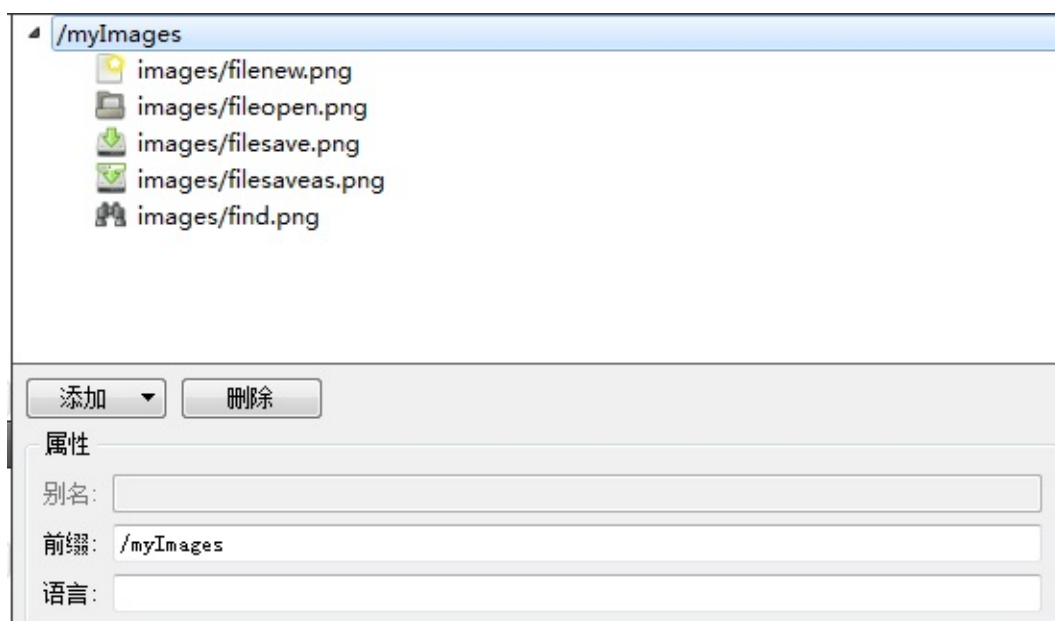 /myImages
images/filenew.png
images/fileopen.png
images/filesave.png
images/filesaveas.png
images/find.png
添加 删除
属性
别名:
前缀: /myImages
语言: